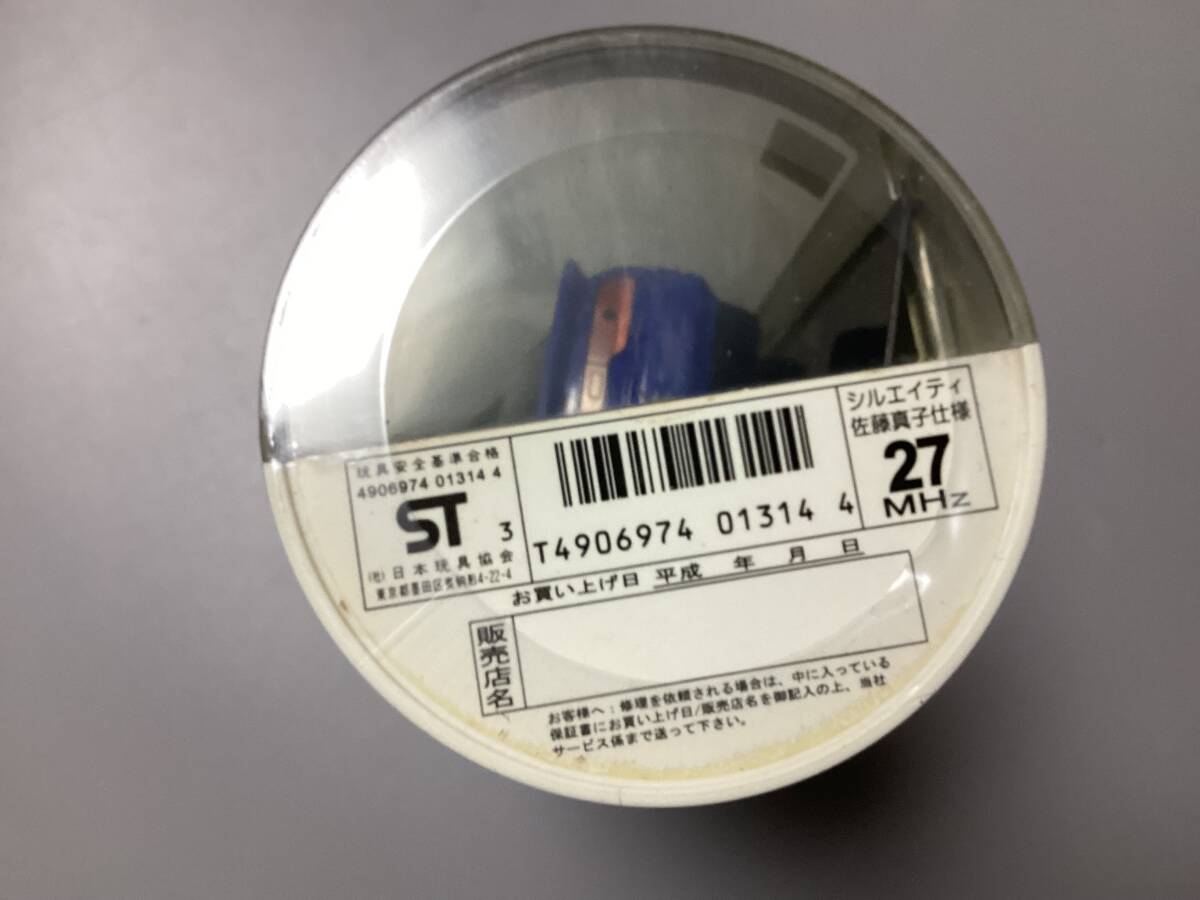 玩具安全基準合格
4906974 01314 4
ST 3
(社)日本玩具協会
東京都墨田区東駒形4-22-4
T4906974 01314 4
シルエイティ
佐藤真子仕様
27
MHz
お買い上げ日 平成 年 月 日
販売店名
お客様へ：修理を依頼される場合は、中に入っている
保証書にお買い上げ日/販売店名を御記入の上、当社
サービス係まで送って下さい。